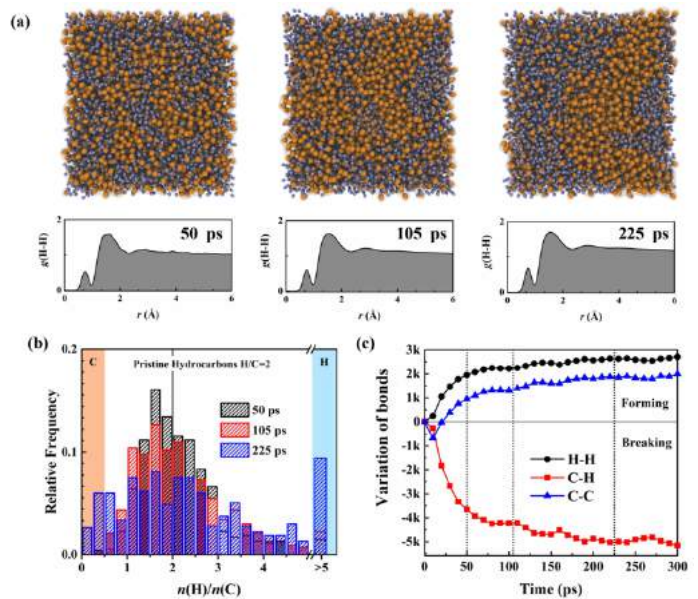 (a)
2
50 ps
g(H-H)
0
0 2 4 6
r (Å)
2
105 ps
g(H-H)
0
0 2 4 6
r (Å)
2
225 ps
g(H-H)
0
0 2 4 6
r (Å)
(b)
0.2
C
Pristine Hydrocarbons H/C=2
H
50 ps
105 ps
225 ps
Relative Frequency
0.1
0.0
0 1 2 3 4 >5
n(H)/n(C)
(c)
3k
2k
1k
0
-1k
-2k
-3k
-4k
-5k
Variation of bonds
Forming
Breaking
H-H
C-H
C-C
0 50 100 150 200 250 300
Time (ps)